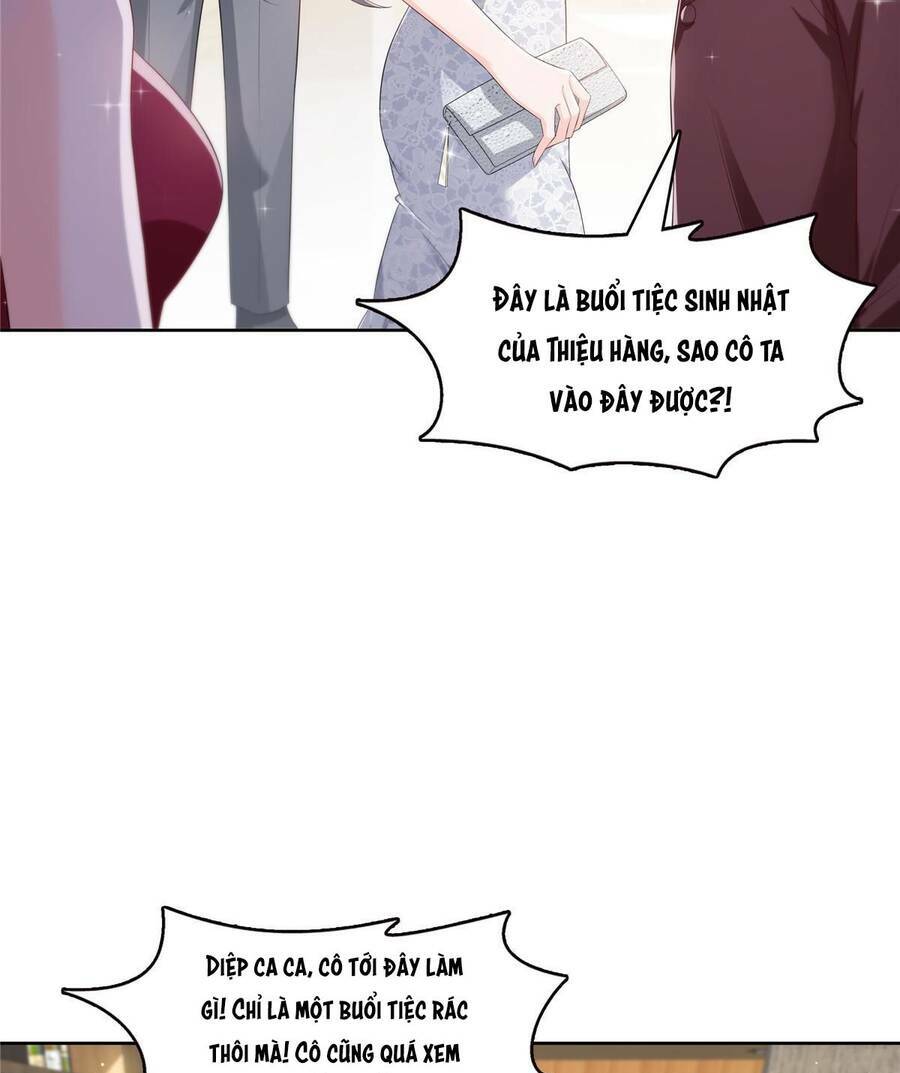 ĐÂY LÀ BUỔI TIỆC SINH NHẬT
CỦA THIỆU HÀNG, SAO CÔ TA
VÀO ĐÂY ĐƯỢC?!
DIỆP CA CA, CÔ TỚI ĐÂY LÀM
GÌ! CHỈ LÀ MỘT BUỔI TIỆC RÁC
THÔI MÀ! CÔ CŨNG QUÁ XEM